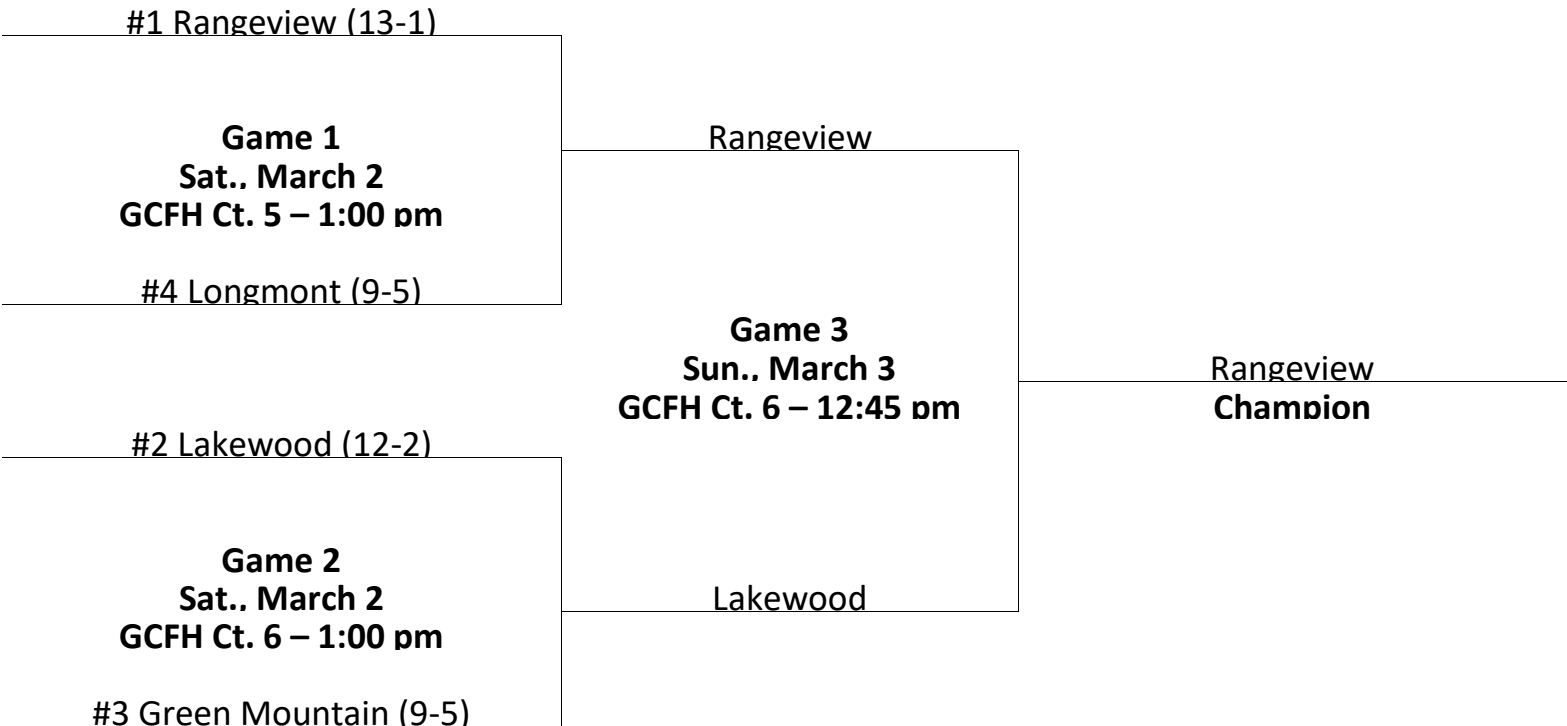 #1 Rangeview (13-1)
Game 1
Sat., March 2
GCFH Ct. 5 – 1:00 pm
#4 Longmont (9-5)
Rangeview
Game 3
Sun., March 3
GCFH Ct. 6 – 12:45 pm
Rangeview
Champion
#2 Lakewood (12-2)
Game 2
Sat., March 2
GCFH Ct. 6 – 1:00 pm
#3 Green Mountain (9-5)
Lakewood